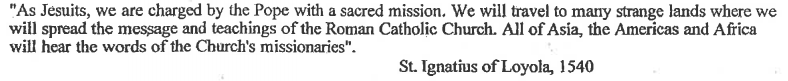 "As Jesuits, we are charged by the Pope with a sacred mission. We will travel to many strange lands where we
will spread the message and teachings of the Roman Catholic Church. All of Asia, the Americas and Africa
will hear the words of the Church's missionaries".
St. Ignatius of Loyola, 1540